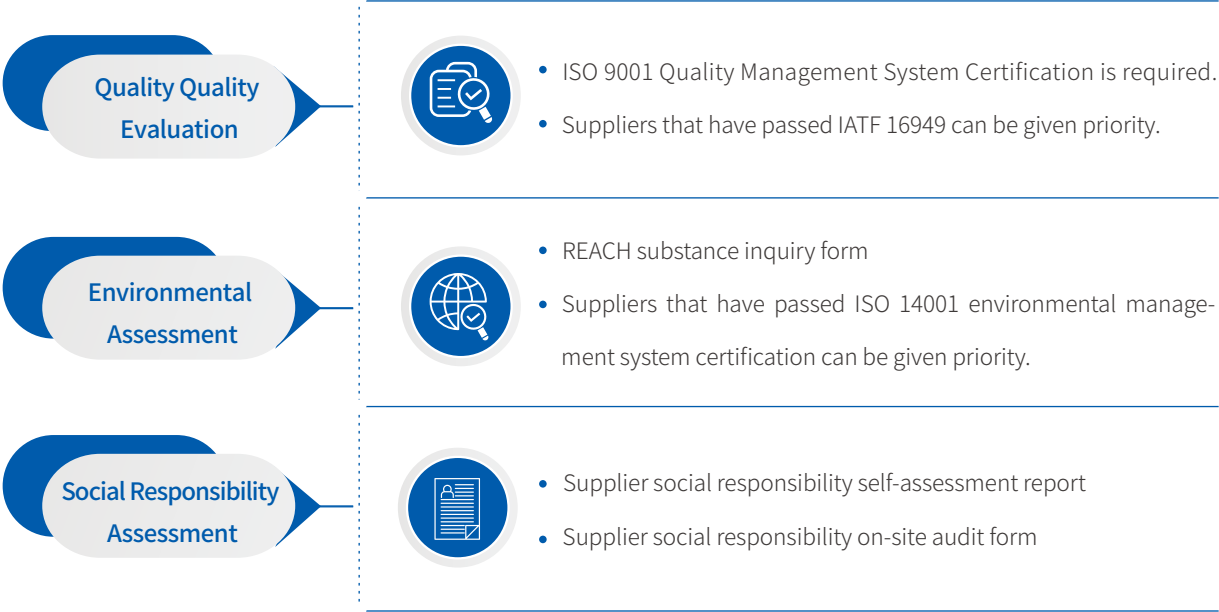 Quality Quality
Evaluation
• ISO 9001 Quality Management System Certification is required.
• Suppliers that have passed IATF 16949 can be given priority.
Environmental
Assessment
• REACH substance inquiry form
• Suppliers that have passed ISO 14001 environmental manage-
ment system certification can be given priority.
Social Responsibility
Assessment
• Supplier social responsibility self-assessment report
• Supplier social responsibility on-site audit form